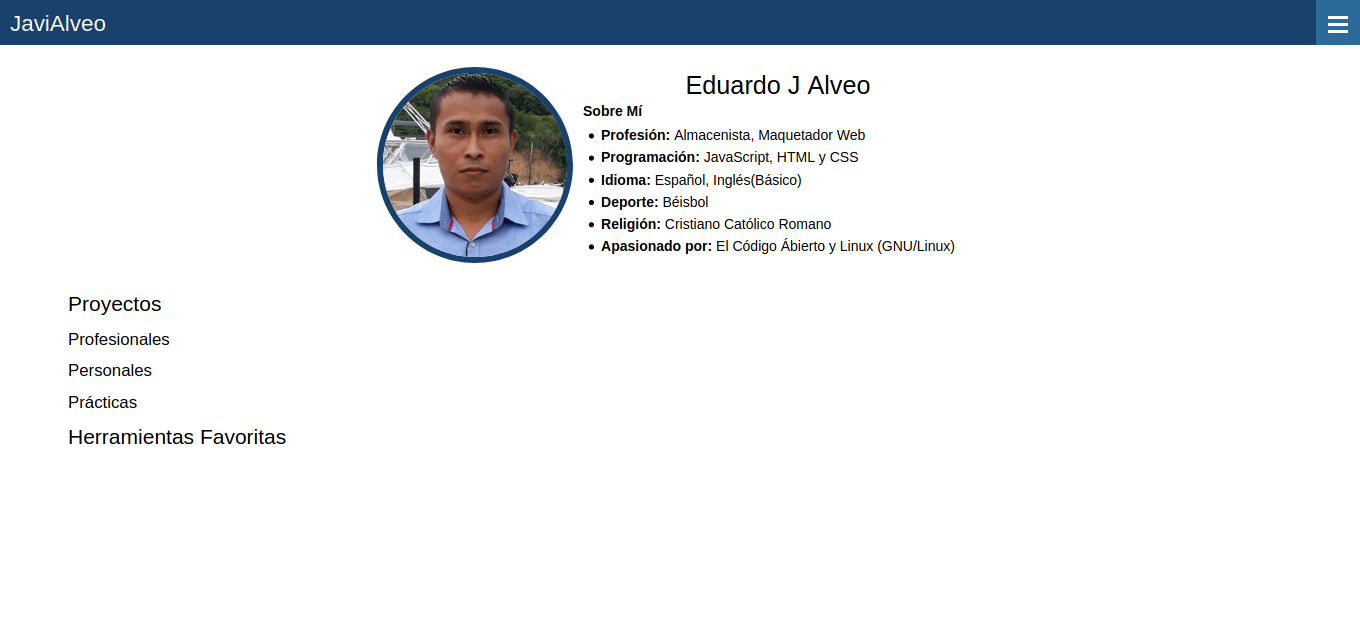 JaviAlveo
Eduardo J Alveo
Sobre Mí
Profesión: Almacenista, Maquetador Web
Programación: JavaScript, HTML y CSS
Idioma: Español, Inglés(Básico)
Deporte: Béisbol
Religión: Cristiano Católico Romano
Apasionado por: El Código Ábierto y Linux (GNU/Linux)
Proyectos
Profesionales
Personales
Prácticas
Herramientas Favoritas